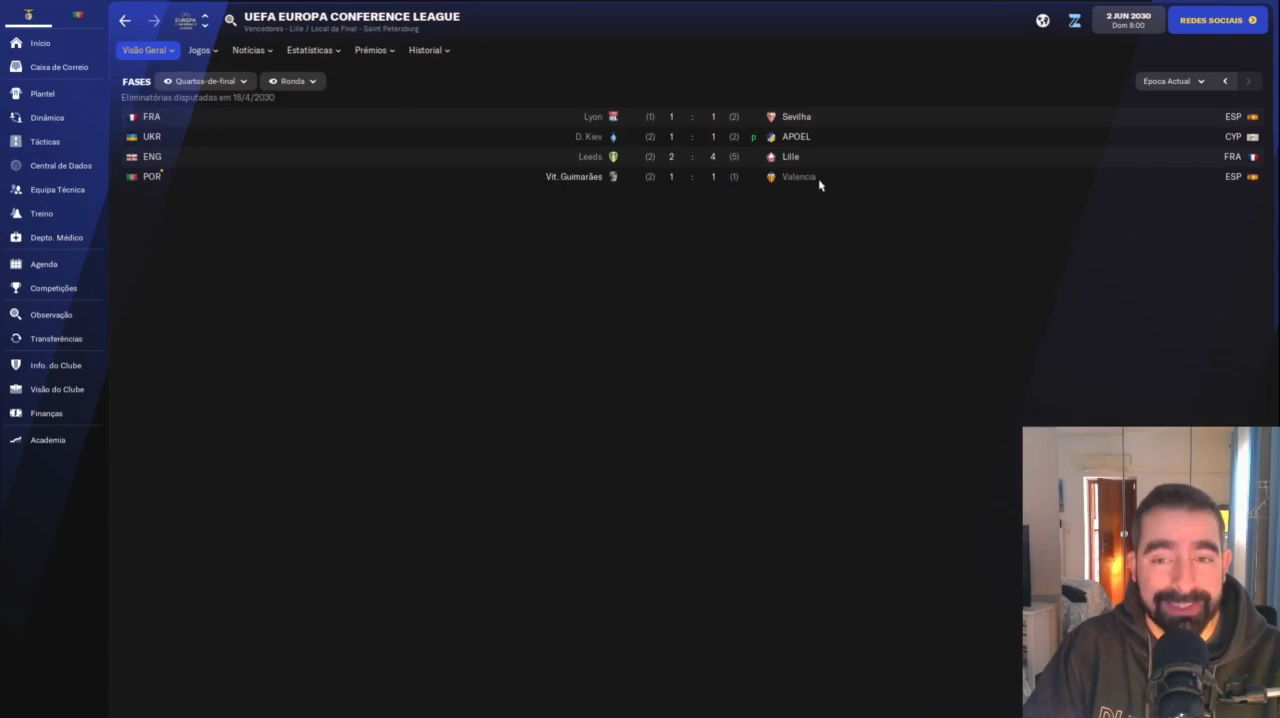 UEFA EUROPA CONFERENCE LEAGUE
Vencedores - Lille / Local da Final - Saint Petersburg
2 JUN 2030
Dom 8:00
REDES SOCIAIS
Visão Geral
Jogos
Notícias
Estatísticas
Prémios
Historial
Início
Caixa de Correio
Plantel
Dinâmica
Tácticas
Central de Dados
Equipa Técnica
Treino
Depto. Médico
Agenda
Competições
Observação
Transferências
Info. do Clube
Visão do Clube
Finanças
Academia
FASES Quartos-de-final Ronda Época Actual
Eliminatórias disputadas em 18/4/2030
FRA Lyon (1) 1 : 1 (2) Sevilha ESP
UKR D. Kiev (2) 1 : 1 (2) p APOEL CYP
ENG Leeds (2) 2 : 4 (5) Lille FRA
POR Vit. Guimarães (2) 1 : 1 (1) Valencia ESP